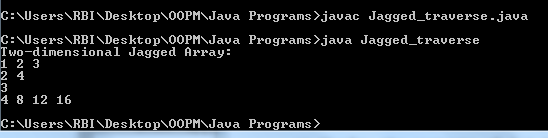 C:\Users\RBI\Desktop\OOPM\Java Programs>javac Jagged_traverse.java
C:\Users\RBI\Desktop\OOPM\Java Programs>java Jagged_traverse
Two-dimensional Jagged Array:
1 2 3
2 4
3
4 8 12 16
C:\Users\RBI\Desktop\OOPM\Java Programs>